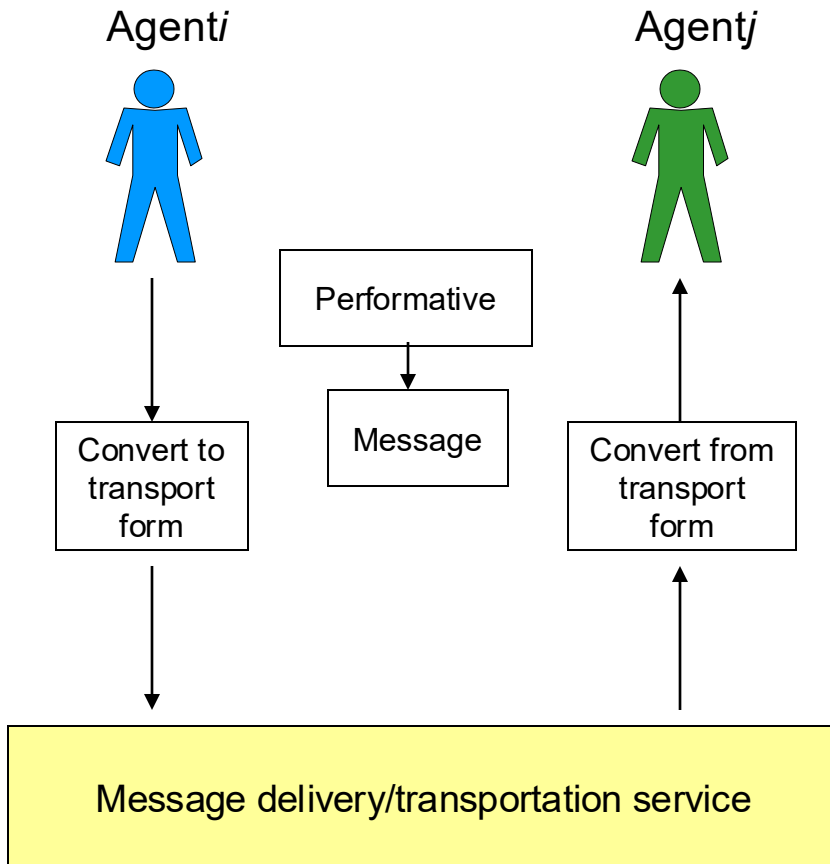 Agenti
Agentj
Performative
Message
Convert to
transport
form
Convert from
transport
form
Message delivery/transportation service